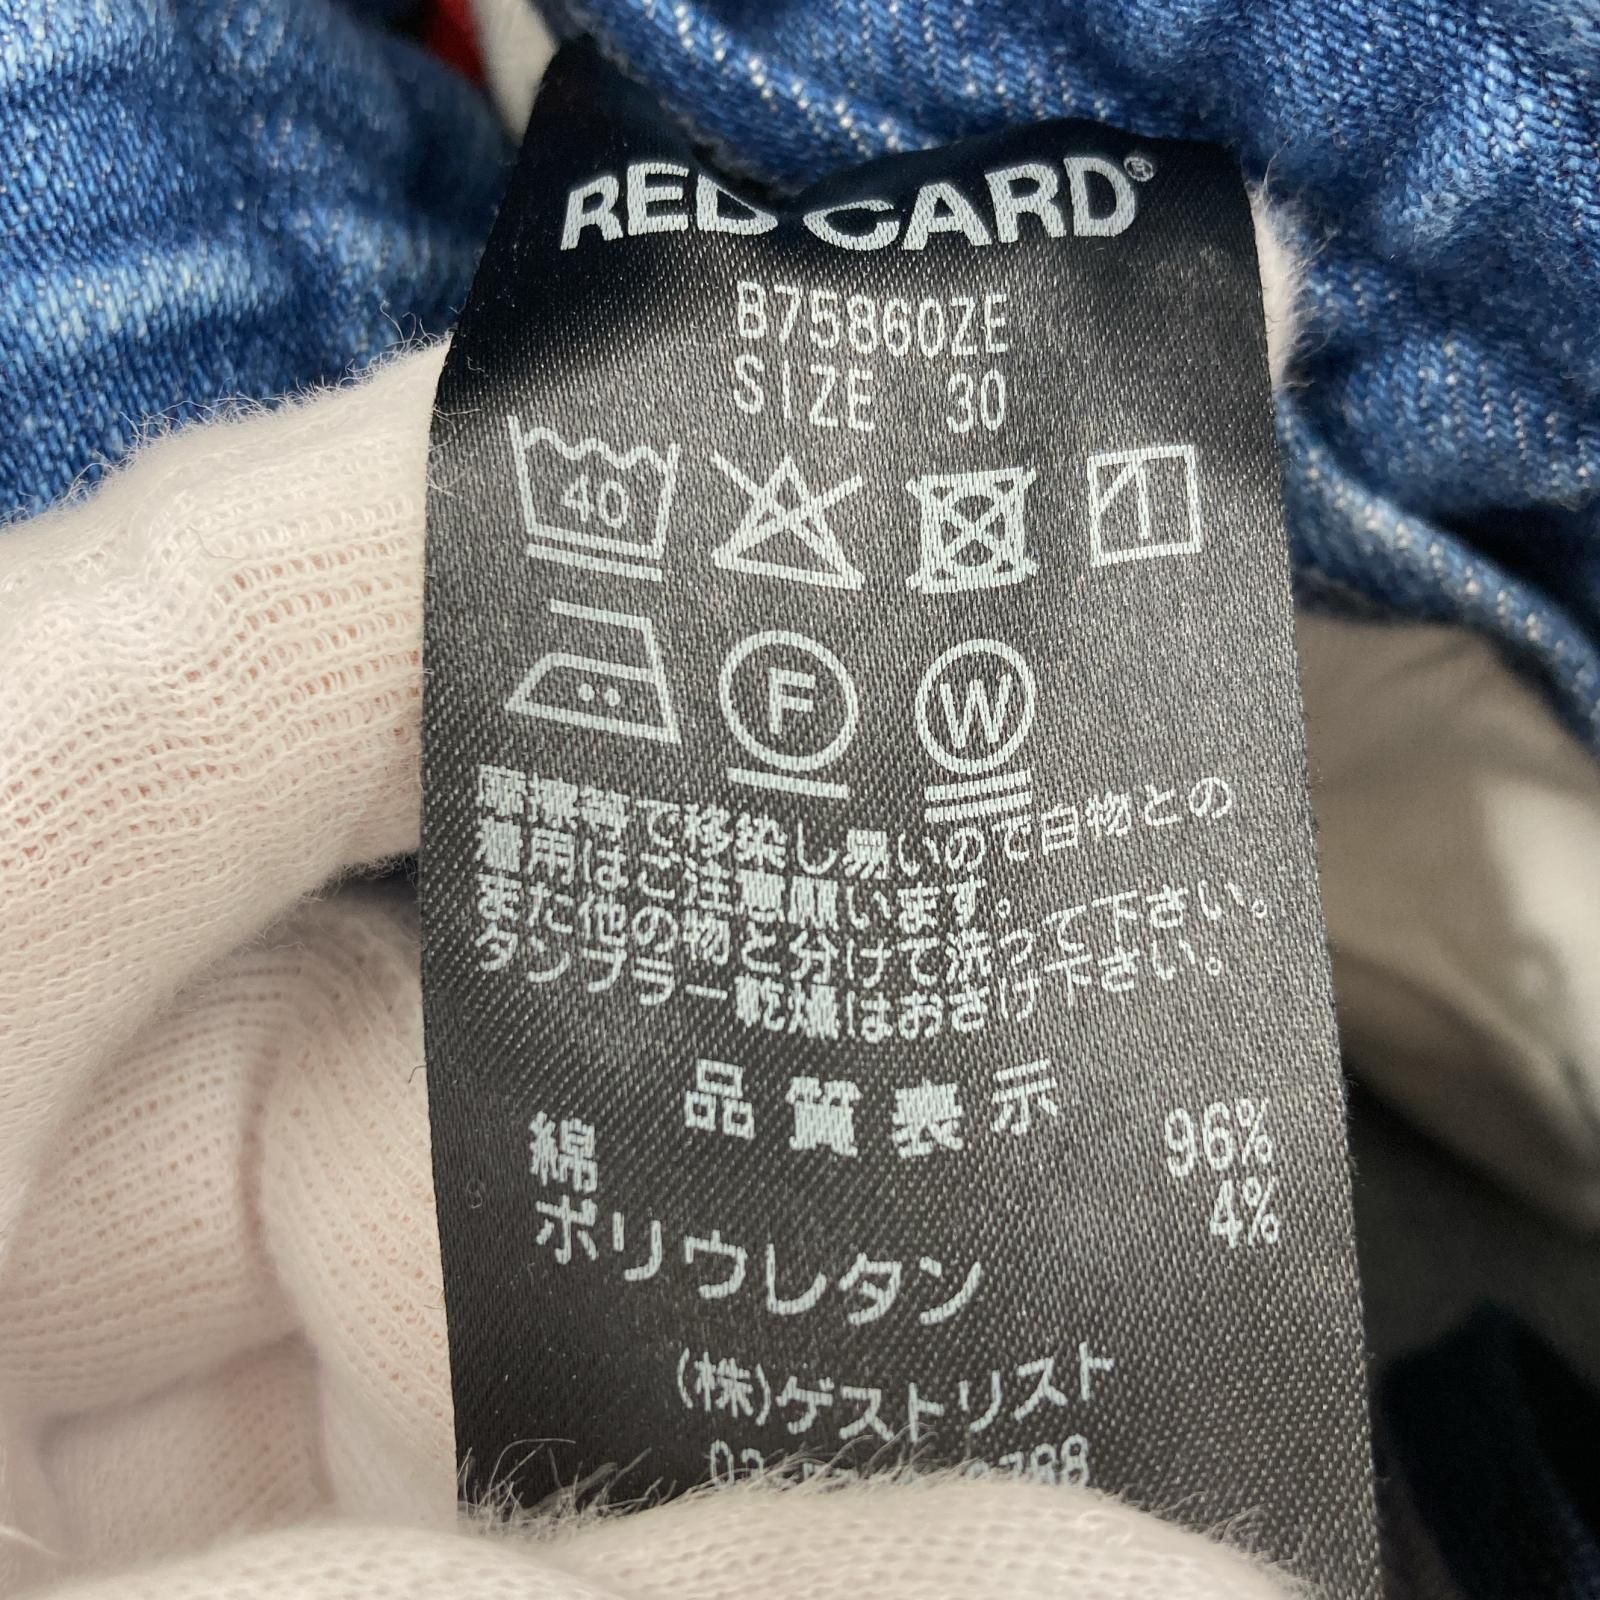 RED CARD®
B75860ZE
SIZE 30
40
F W
摩擦等で移染し易いので白物との
着用はご注意願います。
また他の物と分けて洗って下さい。
タンブラー乾燥はおさけ下さい。
品質表示
綿 96%
ポリウレタン 4%
(株)ゲストリスト